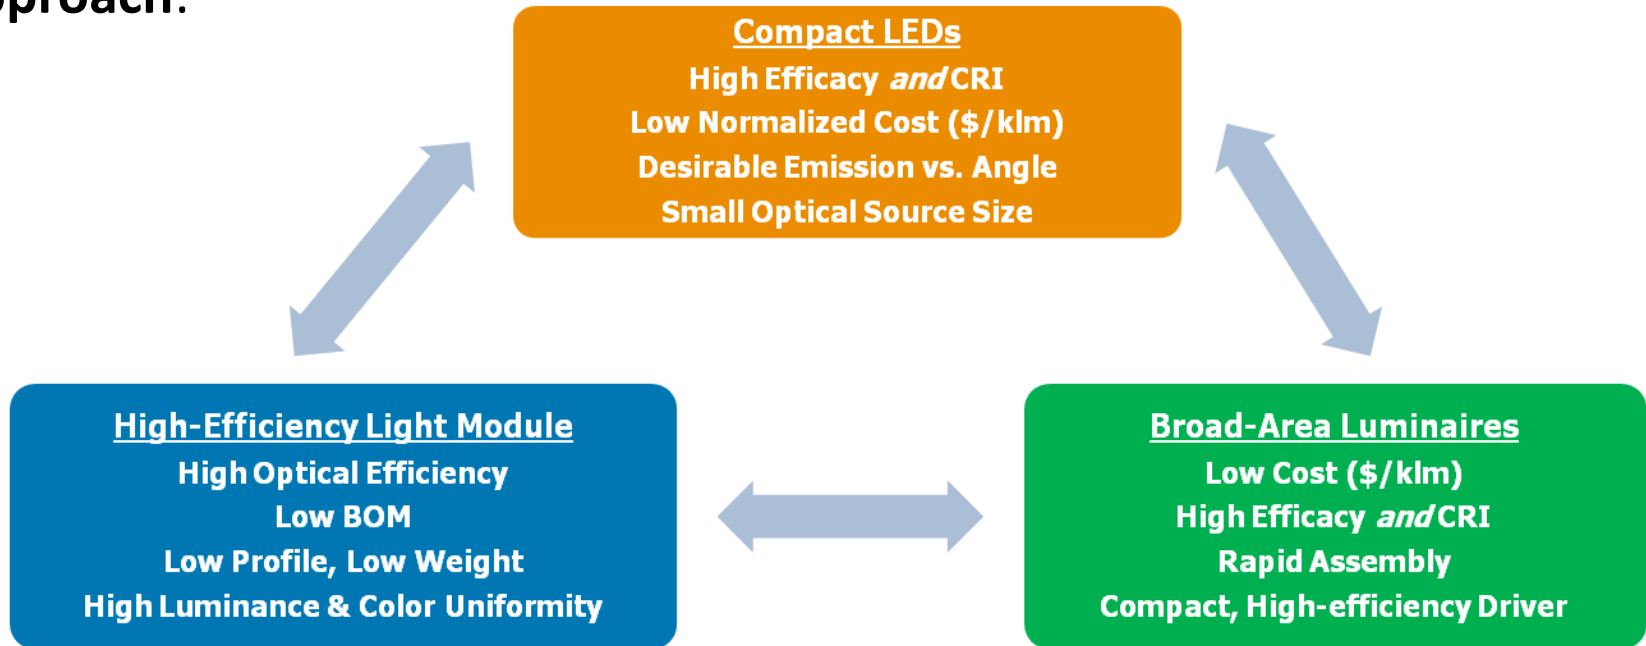 pproach:
Compact LEDs
High Efficacy and CRI
Low Normalized Cost ($/klm)
Desirable Emission vs. Angle
Small Optical Source Size
High-Efficiency Light Module
High Optical Efficiency
Low BOM
Low Profile, Low Weight
High Luminance & Color Uniformity
Broad-Area Luminaires
Low Cost ($/klm)
High Efficacy and CRI
Rapid Assembly
Compact, High-efficiency Driver